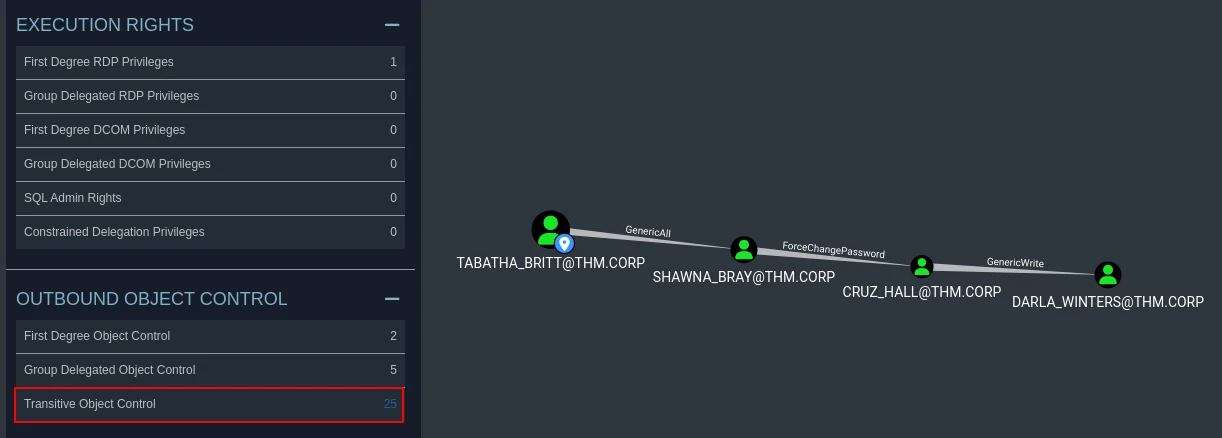 EXECUTION RIGHTS
First Degree RDP Privileges 1
Group Delegated RDP Privileges 0
First Degree DCOM Privileges 0
Group Delegated DCOM Privileges 0
SQL Admin Rights 0
Constrained Delegation Privileges 0
OUTBOUND OBJECT CONTROL
First Degree Object Control 2
Group Delegated Object Control 5
Transitive Object Control 25
GenericAll
ForceChangePassword
GenericWrite
TABATHA_BRITT@THM.CORP
SHAWNA_BRAY@THM.CORP
CRUZ_HALL@THM.CORP
DARLA_WINTERS@THM.CORP